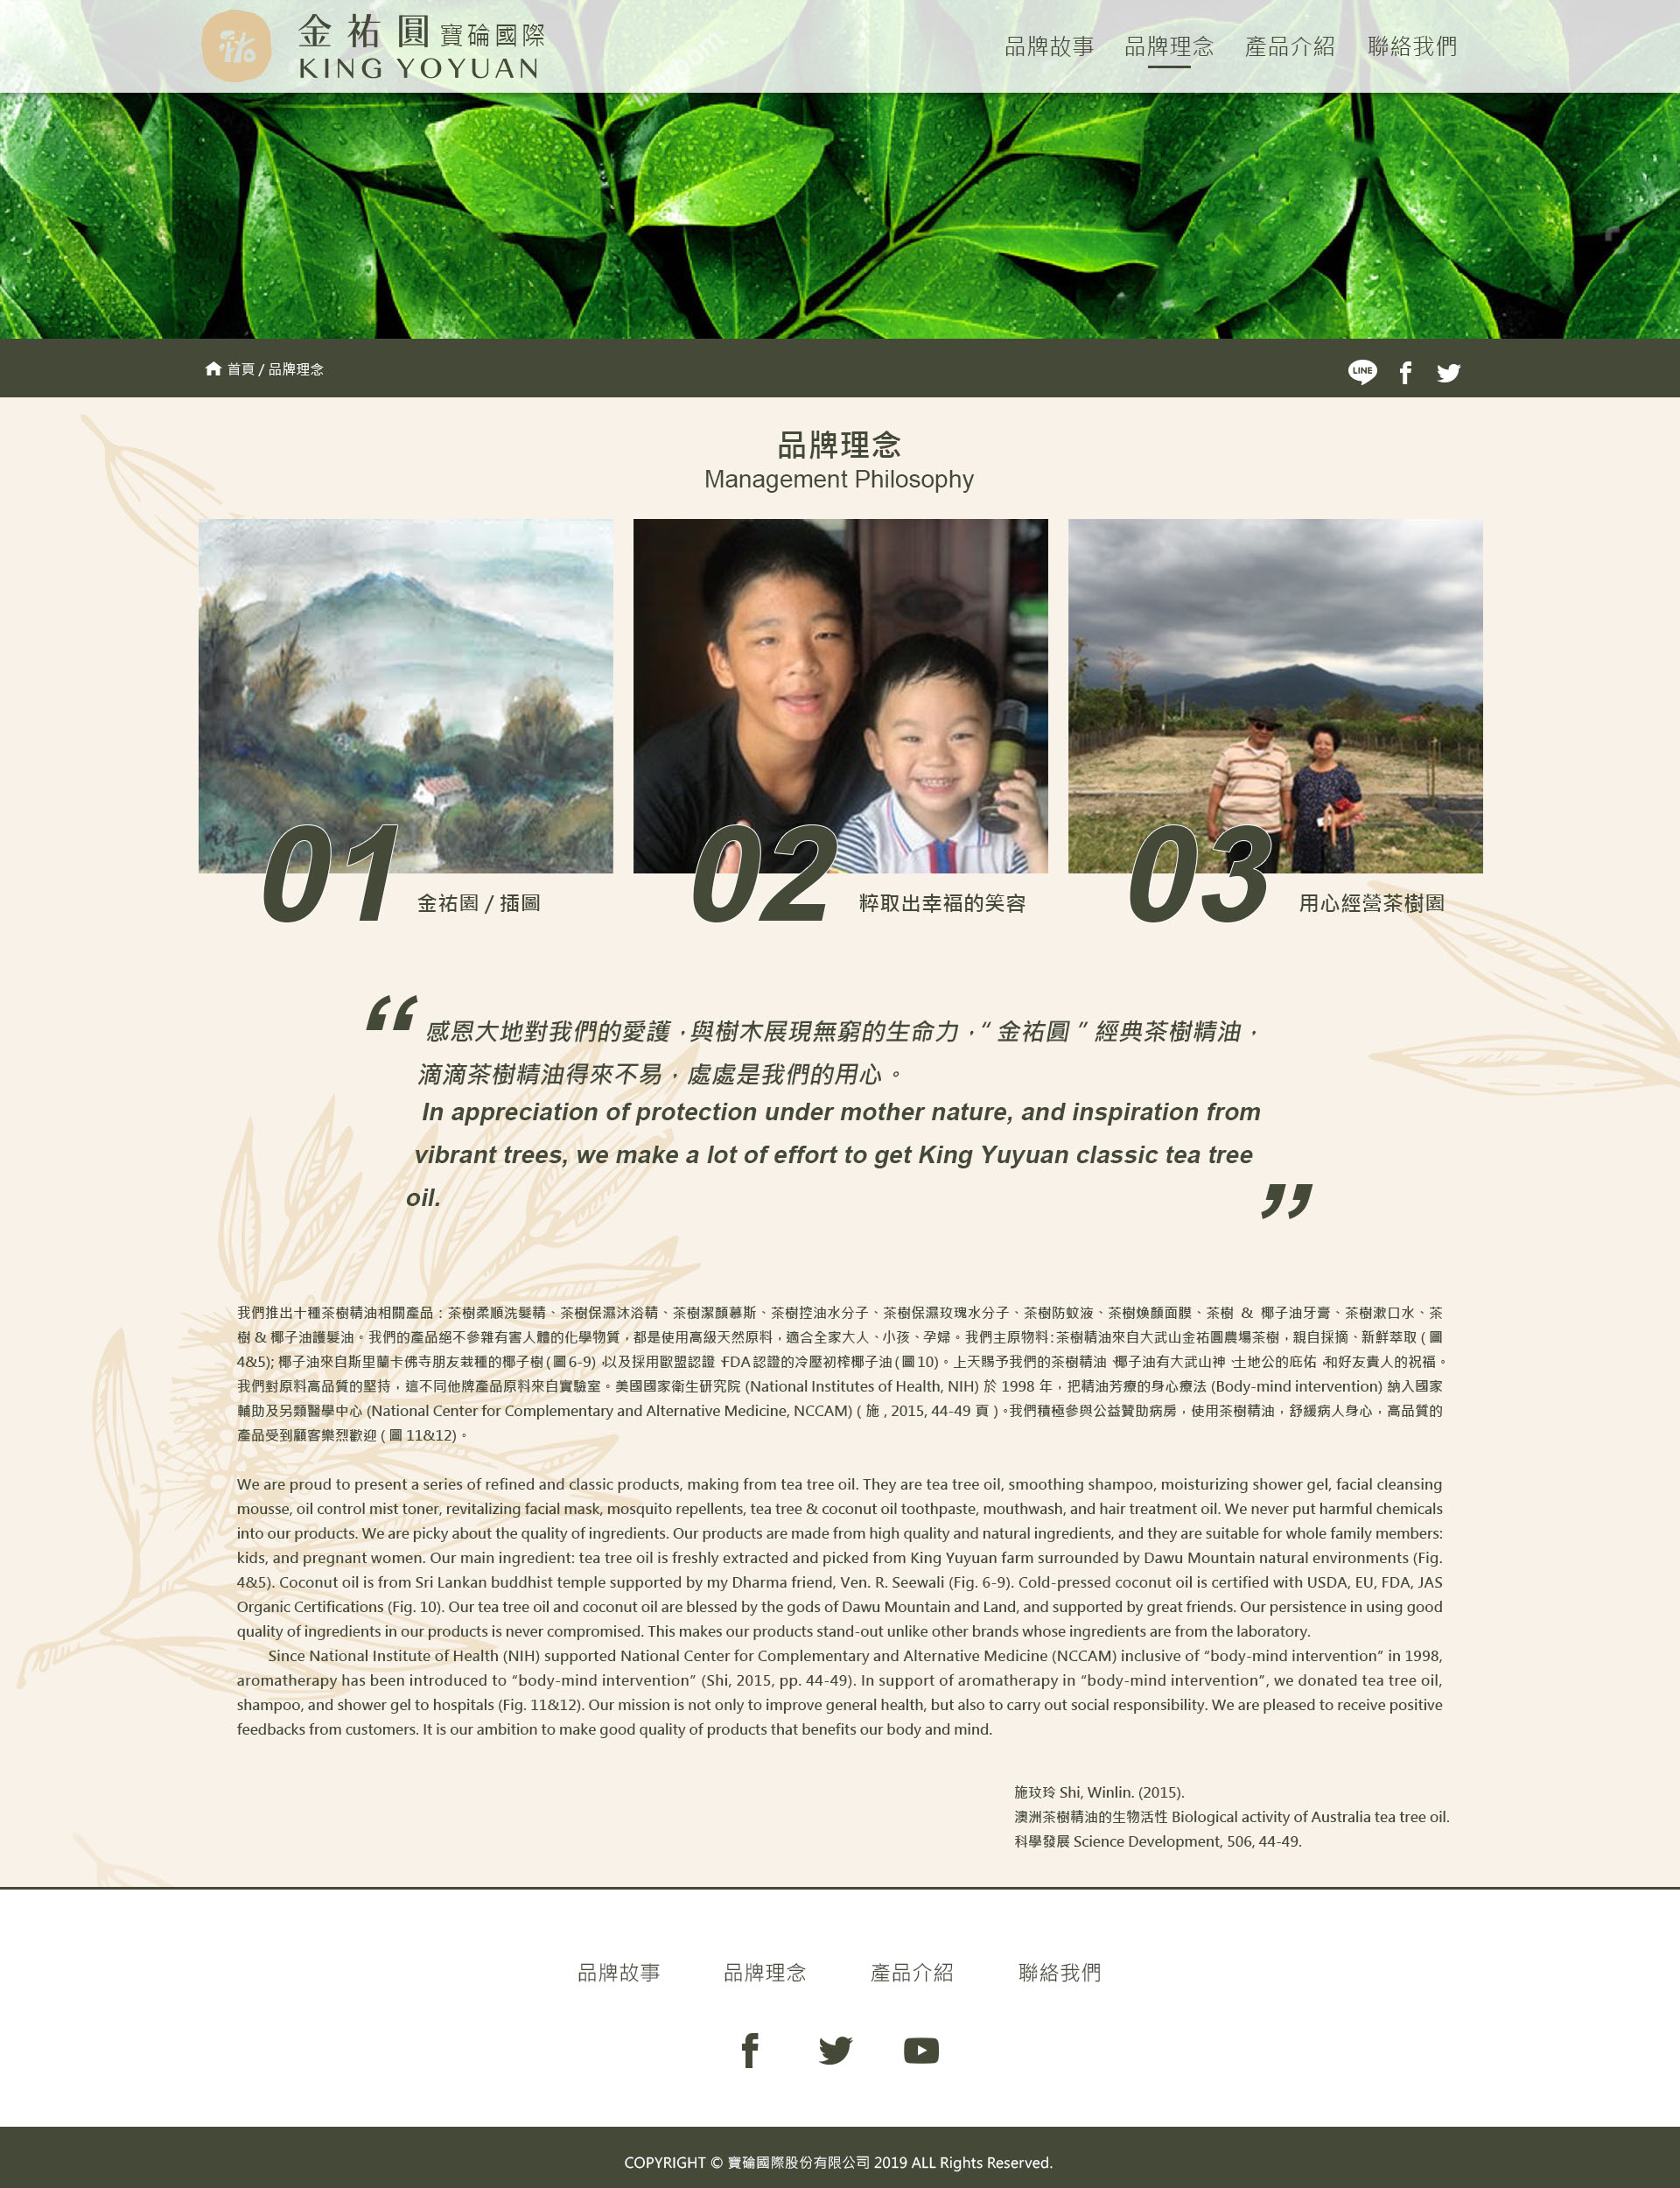 金祐圓 寶碖國際
KING YOYUAN
品牌故事 品牌理念 產品介紹 聯絡我們
首頁 / 品牌理念
LINE
品牌理念
Management Philosophy
01 金祐園 / 插圖
02 粹取出幸福的笑容
03 用心經營茶樹園
“ 感恩大地對我們的愛護，與樹木展現無窮的生命力，“ 金祐圓 ” 經典茶樹精油，
滴滴茶樹精油得來不易，處處是我們的用心。
In appreciation of protection under mother nature, and inspiration from
vibrant trees, we make a lot of effort to get King Yuyuan classic tea tree
oil. ”
我們推出十種茶樹精油相關產品：茶樹柔順洗髮精、茶樹保濕沐浴精、茶樹潔顏慕斯、茶樹控油水分子、茶樹保濕玫瑰水分子、茶樹防蚊液、茶樹煥顏面膜、茶樹 & 椰子油牙膏、茶樹漱口水、茶
樹 & 椰子油護髮油。我們的產品絕不參雜有害人體的化學物質，都是使用高級天然原料，適合全家大人、小孩、孕婦。我們主原物料：茶樹精油來自大武山金祐圓農場茶樹，親自採摘、新鮮萃取 ( 圖
4&5); 椰子油來自斯里蘭卡佛寺朋友栽種的椰子樹 ( 圖 6-9)，以及採用歐盟認證、FDA 認證的冷壓初榨椰子油 ( 圖 10)。上天賜予我們的茶樹精油、椰子油有大武山神、土地公的庇佑、和好友貴人的祝福。
我們對原料高品質的堅持，這不同他牌產品原料來自實驗室。美國國家衛生研究院 (National Institutes of Health, NIH) 於 1998 年，把精油芳療的身心療法 (Body-mind intervention) 納入國家
輔助及另類醫學中心 (National Center for Complementary and Alternative Medicine, NCCAM) ( 施 , 2015, 44-49 頁 )。我們積極參與公益贊助病房，使用茶樹精油，舒緩病人身心，高品質的
產品受到顧客樂烈歡迎 ( 圖 11&12)。
We are proud to present a series of refined and classic products, making from tea tree oil. They are tea tree oil, smoothing shampoo, moisturizing shower gel, facial cleansing
mousse, oil control mist toner, revitalizing facial mask, mosquito repellents, tea tree & coconut oil toothpaste, mouthwash, and hair treatment oil. We never put harmful chemicals
into our products. We are picky about the quality of ingredients. Our products are made from high quality and natural ingredients, and they are suitable for whole family members:
kids, and pregnant women. Our main ingredient: tea tree oil is freshly extracted and picked from King Yuyuan farm surrounded by Dawu Mountain natural environments (Fig.
4&5). Coconut oil is from Sri Lankan buddhist temple supported by my Dharma friend, Ven. R. Seewali (Fig. 6-9). Cold-pressed coconut oil is certified with USDA, EU, FDA, JAS
Organic Certifications (Fig. 10). Our tea tree oil and coconut oil are blessed by the gods of Dawu Mountain and Land, and supported by great friends. Our persistence in using good
quality of ingredients in our products is never compromised. This makes our products stand-out unlike other brands whose ingredients are from the laboratory.
Since National Institute of Health (NIH) supported National Center for Complementary and Alternative Medicine (NCCAM) inclusive of “body-mind intervention” in 1998,
aromatherapy has been introduced to “body-mind intervention” (Shi, 2015, pp. 44-49). In support of aromatherapy in “body-mind intervention”, we donated tea tree oil,
shampoo, and shower gel to hospitals (Fig. 11&12). Our mission is not only to improve general health, but also to carry out social responsibility. We are pleased to receive positive
feedbacks from customers. It is our ambition to make good quality of products that benefits our body and mind.
施玟玲 Shi, Winlin. (2015).
澳洲茶樹精油的生物活性 Biological activity of Australia tea tree oil.
科學發展 Science Development, 506, 44-49.
品牌故事 品牌理念 產品介紹 聯絡我們
COPYRIGHT © 寶碖國際股份有限公司 2019 ALL Rights Reserved.